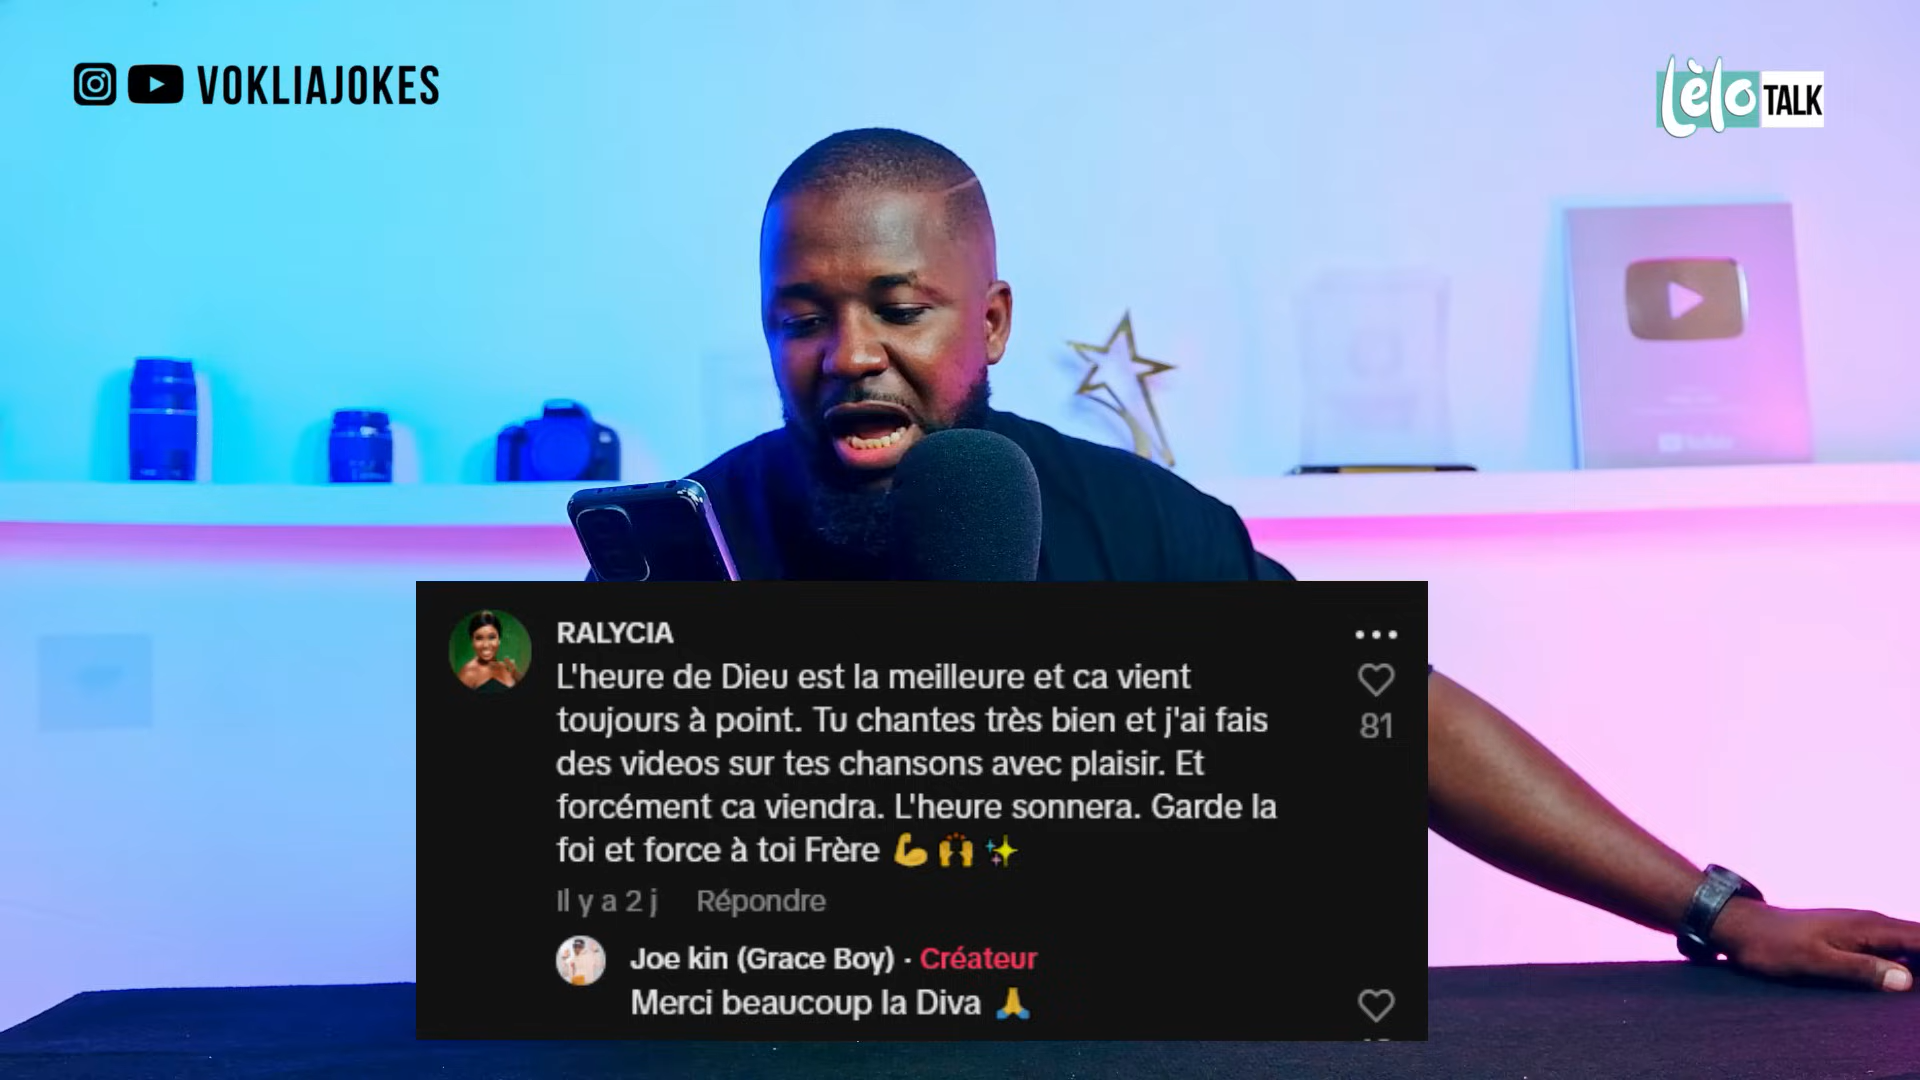 VOKLIAJOKES
Lèlo TALK
RALYCIA
L'heure de Dieu est la meilleure et ca vient
toujours à point. Tu chantes très bien et j'ai fais
des videos sur tes chansons avec plaisir. Et
forcément ca viendra. L'heure sonnera. Garde la
foi et force à toi Frère 💪🙌✨
81
Il y a 2 j Répondre
Joe kin (Grace Boy) · Créateur
Merci beaucoup la Diva 🙏